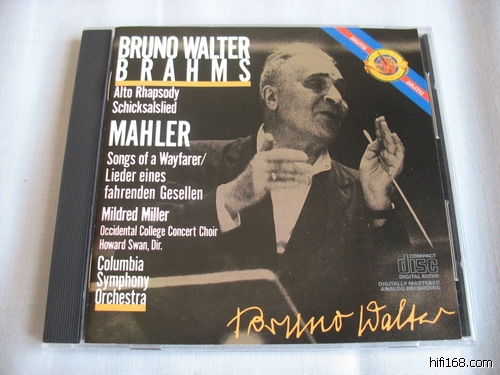 BRUNO WALTER
BRAHMS
Alto Rhapsody
Schicksalslied
MAHLER
Songs of a Wayfarer/
Lieder eines
fahrenden Gesellen
Mildred Miller
Occidental College Concert Choir
Howard Swan, Dir.
Columbia
Symphony
Orchestra
COMPACT
disc
DIGITAL AUDIO
DIGITALLY MASTERED
ANALOG RECORDING
Bruno Walter
hifi168.com